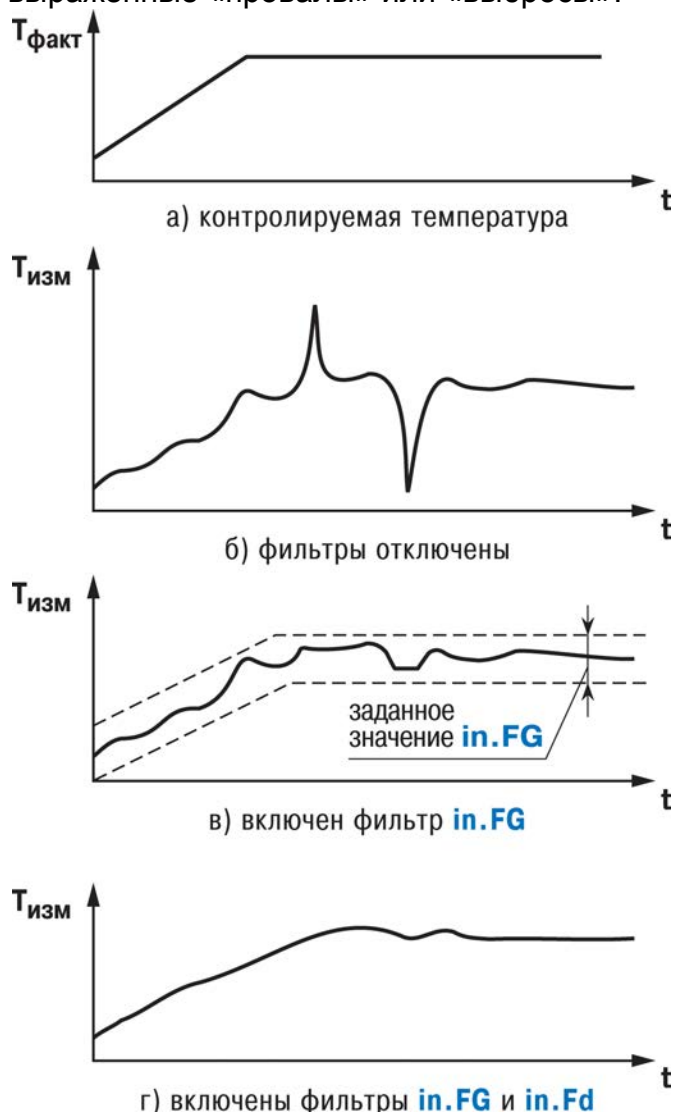 выраженные «провалы» или «выбросы».
Tфакт
t
а) контролируемая температура
Tизм
t
б) фильтры отключены
Tизм
заданное
значение in.FG
t
в) включен фильтр in.FG
Tизм
t
г) включены фильтры in.FG и in.Fd